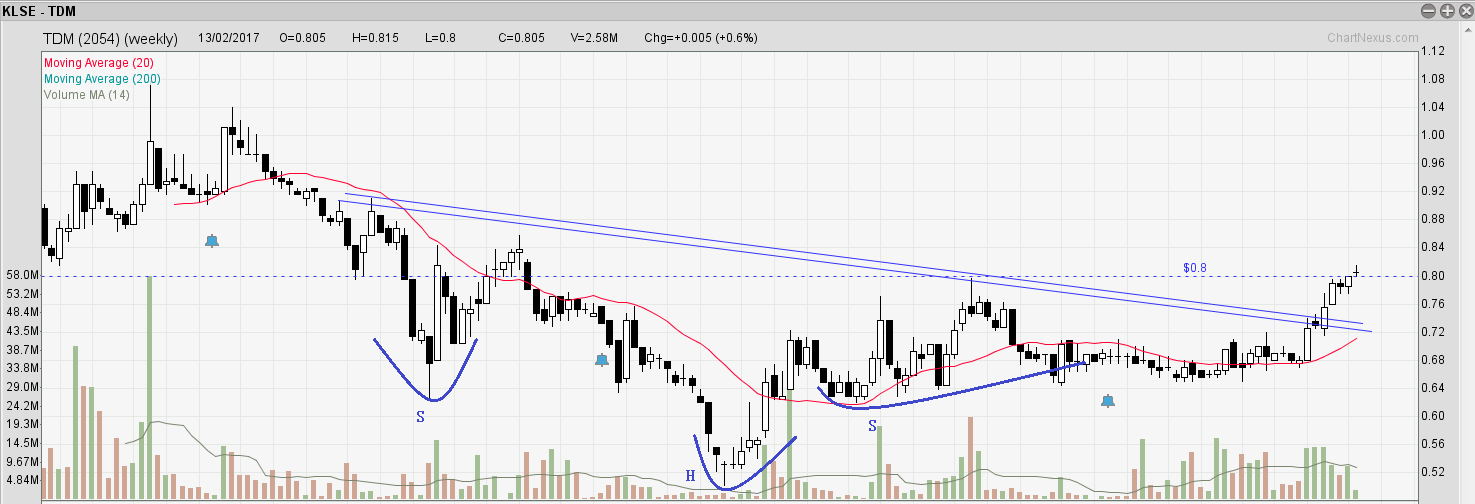 KLSE - TDM
TDM (2054) (weekly) 13/02/2017 O=0.805 H=0.815 L=0.8 C=0.805 V=2.58M Chg=+0.005 (+0.6%) ChartNexus.com
Moving Average (20)
Moving Average (200)
Volume MA (14)
1.12
1.08
1.04
1.00
0.96
0.92
0.88
0.84
$0.8
58.0M 0.80
53.2M
48.4M 0.76
43.5M 0.72
38.7M
33.8M 0.68
29.0M 0.64
24.2M
S
19.3M 0.60
S
14.5M 0.56
9.67M
H
4.84M 0.52